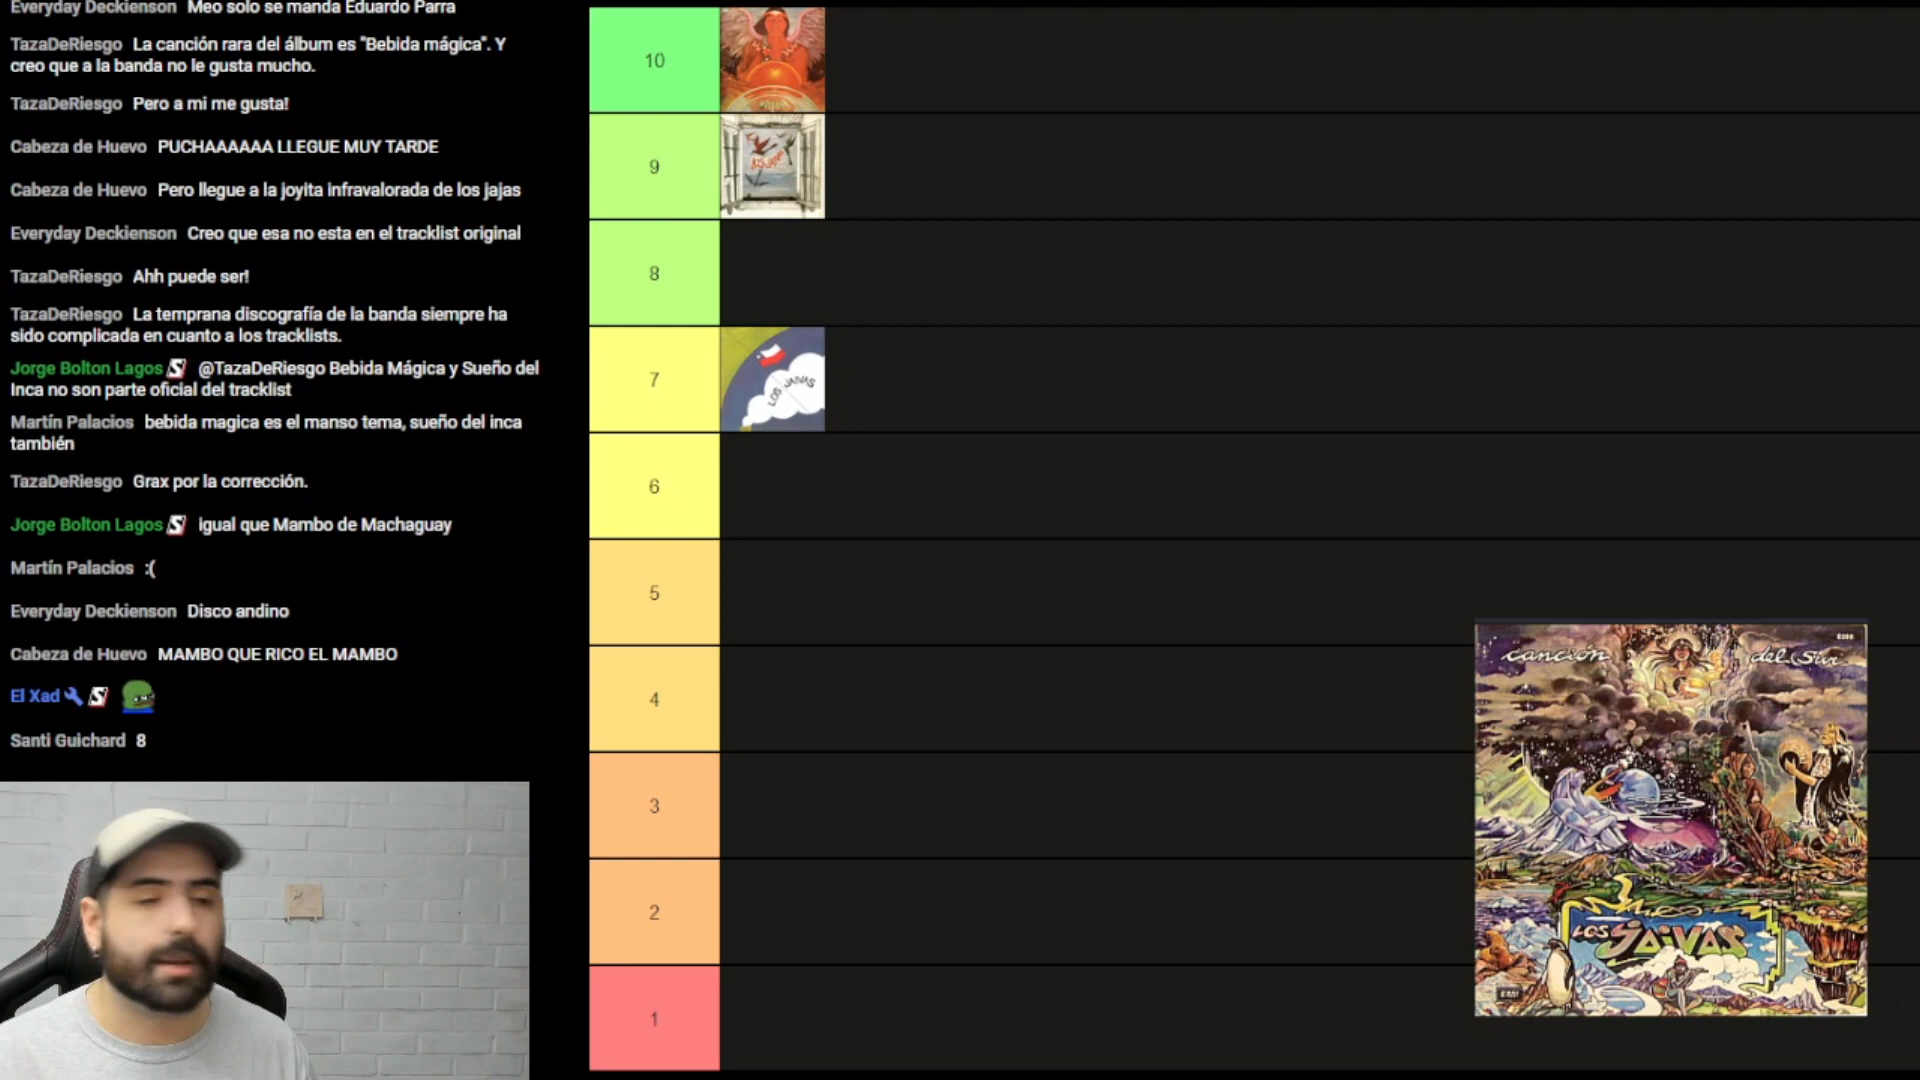 Everyday Deckienson Meo solo se manda Eduardo Parra
TazaDeRiesgo La canción rara del álbum es "Bebida mágica". Y
creo que a la banda no le gusta mucho.
TazaDeRiesgo Pero a mi me gusta!
Cabeza de Huevo PUCHAAAAAA LLEGUE MUY TARDE
Cabeza de Huevo Pero llegue a la joyita infravalorada de los jajas
Everyday Deckienson Creo que esa no esta en el tracklist original
TazaDeRiesgo Ahh puede ser!
TazaDeRiesgo La temprana discografía de la banda siempre ha
sido complicada en cuanto a los tracklists.
Jorge Bolton Lagos S @TazaDeRiesgo Bebida Mágica y Sueño del
Inca no son parte oficial del tracklist
Martín Palacios bebida magica es el manso tema, sueño del inca
también
TazaDeRiesgo Grax por la corrección.
Jorge Bolton Lagos S igual que Mambo de Machaguay
Martín Palacios :(
Everyday Deckienson Disco andino
Cabeza de Huevo MAMBO QUE RICO EL MAMBO
El Xad S
Santi Guichard 8
10
9
8
7
LOS JAIVAS
6
5
4
3
2
1
canción del Sur
LOS JAIVAS
EMI